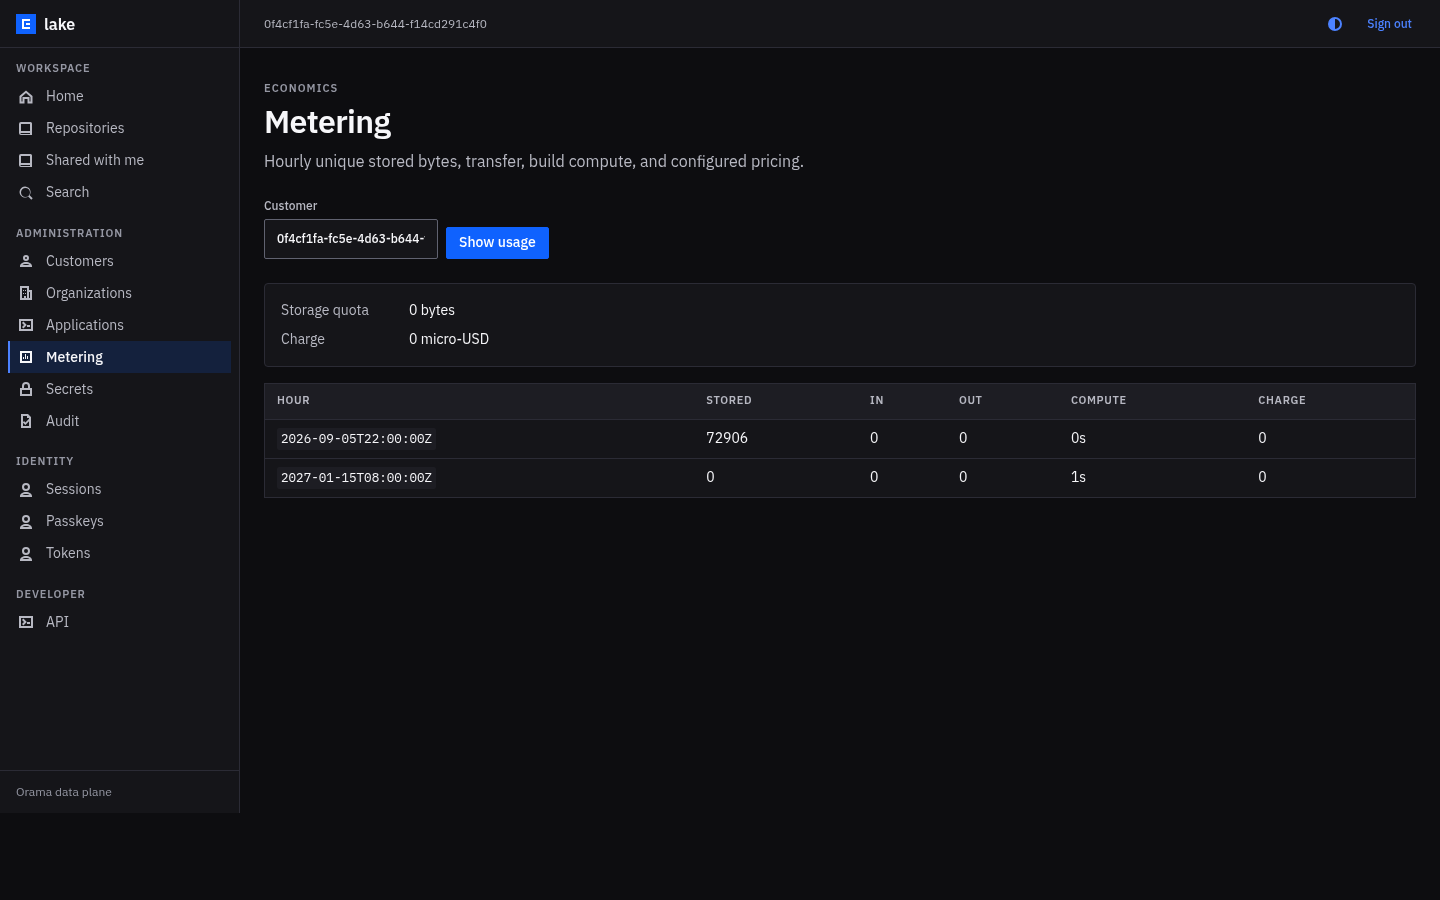 lake
0f4cf1fa-fc5e-4d63-b644-f14cd291c4f0
Sign out
WORKSPACE
Home
Repositories
Shared with me
Search
ADMINISTRATION
Customers
Organizations
Applications
Metering
Secrets
Audit
IDENTITY
Sessions
Passkeys
Tokens
DEVELOPER
API
Orama data plane
ECONOMICS
Metering
Hourly unique stored bytes, transfer, build compute, and configured pricing.
Customer
0f4cf1fa-fc5e-4d63-b644-
Show usage
Storage quota 0 bytes
Charge 0 micro-USD
HOUR STORED IN OUT COMPUTE CHARGE
2026-09-05T22:00:00Z 72906 0 0 0s 0
2027-01-15T08:00:00Z 0 0 0 1s 0